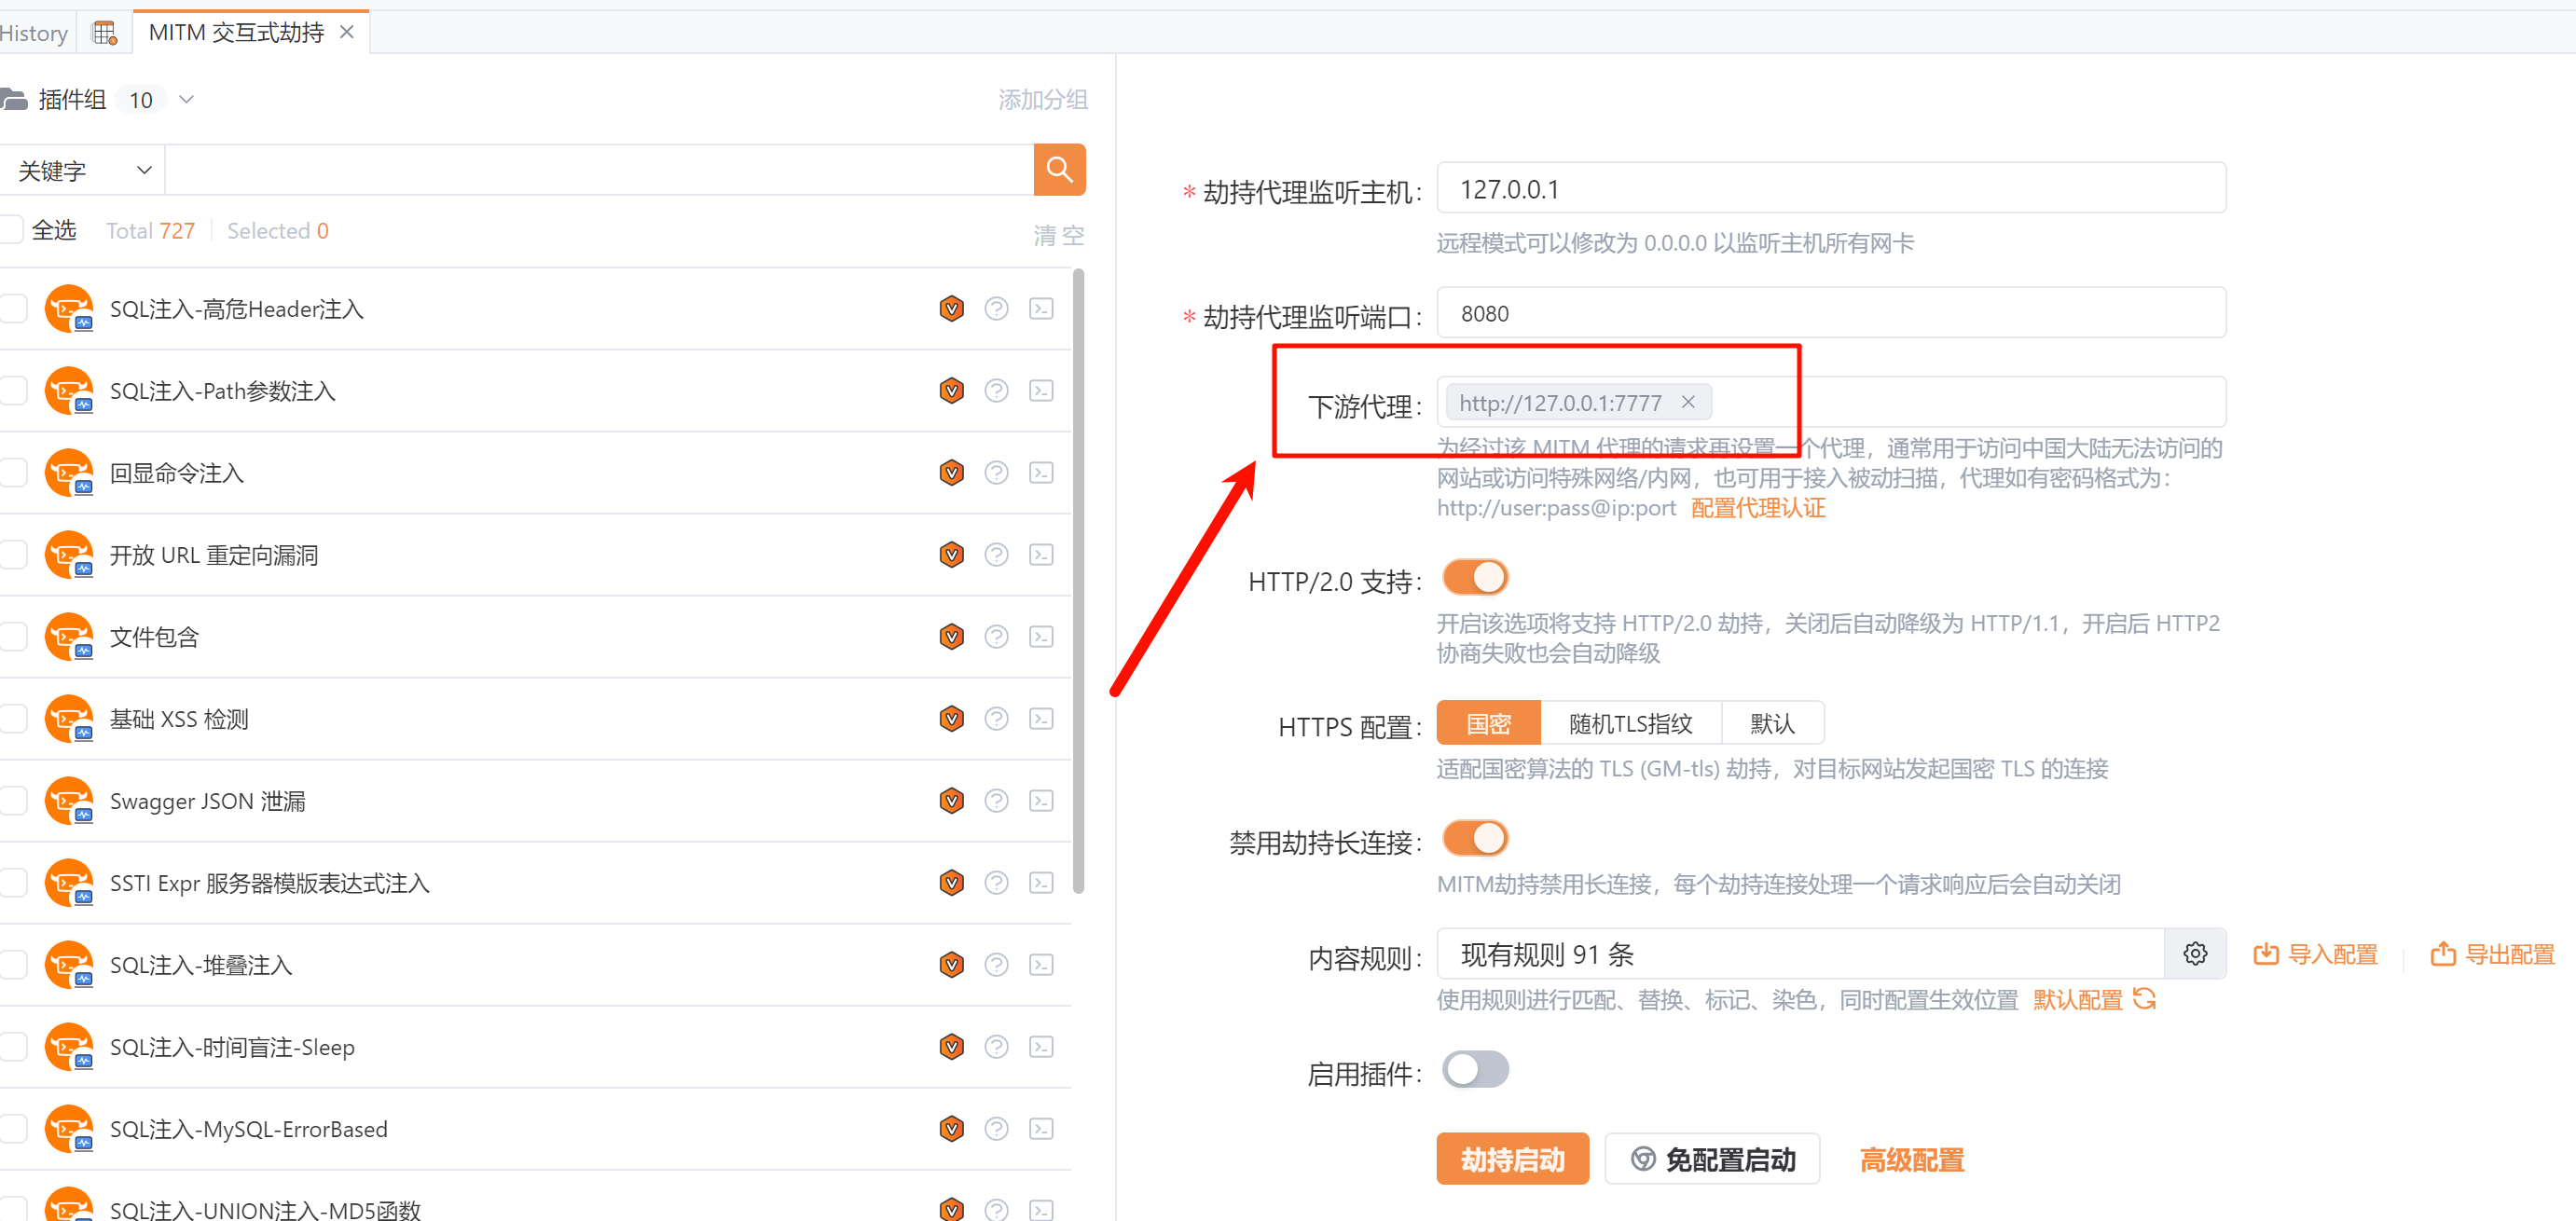 History
MITM 交互式劫持
插件组 10
添加分组
关键字
全选 Total 727 Selected 0
清 空
SQL注入-高危Header注入
SQL注入-Path参数注入
回显命令注入
开放 URL 重定向漏洞
文件包含
基础 XSS 检测
Swagger JSON 泄漏
SSTI Expr 服务器模版表达式注入
SQL注入-堆叠注入
SQL注入-时间盲注-Sleep
SQL注入-MySQL-ErrorBased
SQL注入-UNION注入-MD5函数
* 劫持代理监听主机: 127.0.0.1
远程模式可以修改为 0.0.0.0 以监听主机所有网卡
* 劫持代理监听端口: 8080
下游代理: http://127.0.0.1:7777
为经过该 MITM 代理的请求再设置一个代理，通常用于访问中国大陆无法访问的
网站或访问特殊网络/内网，也可用于接入被动扫描，代理如有密码格式为:
http://user:pass@ip:port 配置代理认证
HTTP/2.0 支持:
开启该选项将支持 HTTP/2.0 劫持，关闭后自动降级为 HTTP/1.1，开启后 HTTP2
协商失败也会自动降级
HTTPS 配置: 国密 随机TLS指纹 默认
适配国密算法的 TLS (GM-tls) 劫持，对目标网站发起国密 TLS 的连接
禁用劫持长连接:
MITM劫持禁用长连接，每个劫持连接处理一个请求响应后会自动关闭
内容规则: 现有规则 91 条 导入配置 导出配置
使用规则进行匹配、替换、标记、染色，同时配置生效位置 默认配置
启用插件:
劫持启动 免配置启动 高级配置